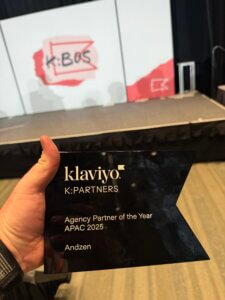 K:BOS
klaviyo
K:PARTNERS
Agency Partner of the Year
APAC 2025
Andzen